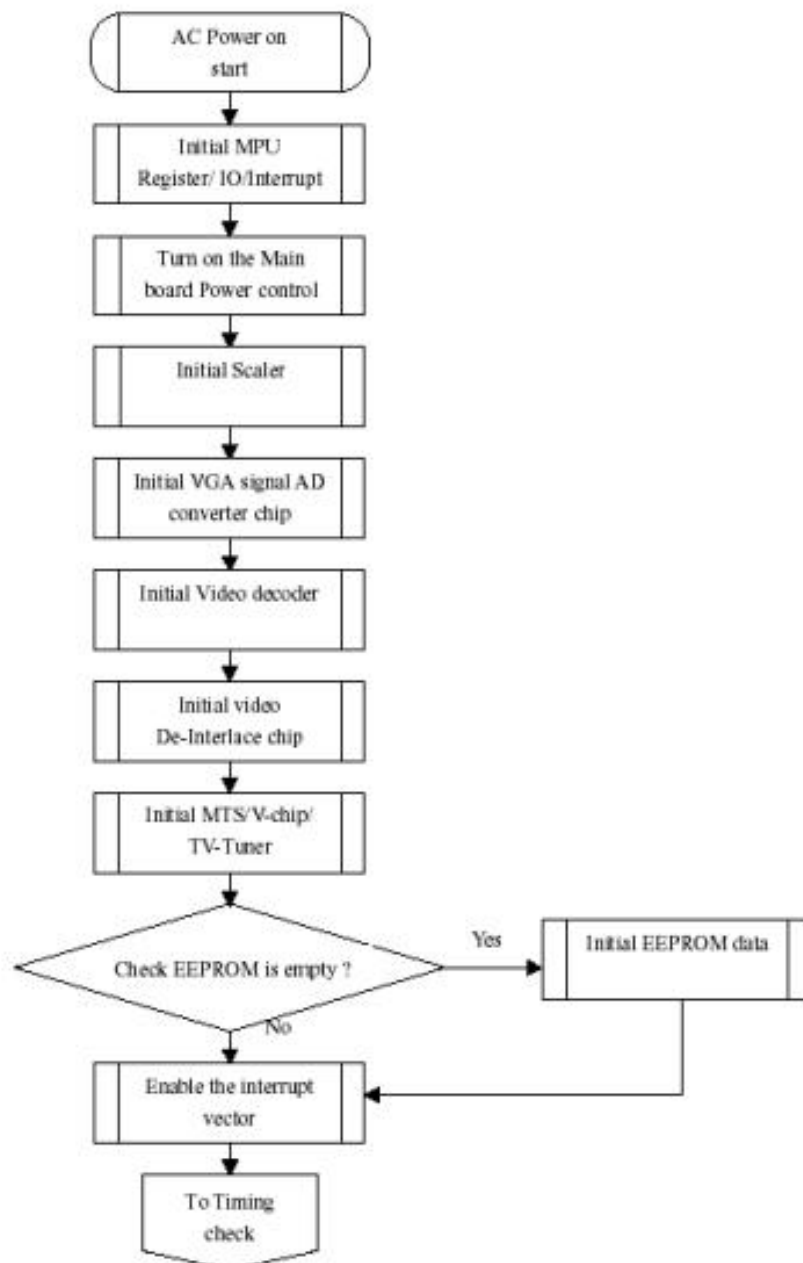 AC Power on
start
Initial MPU
Register/ IO/Interrupt
Turn on the Main
board Power control
Initial Scaler
Initial VGA signal AD
converter chip
Initial Video decoder
Initial video
De-Interlace chip
Initial MTS/V-chip/
TV-Tuner
Check EEPROM is empty ?
Yes
Initial EEPROM data
No
Enable the interrupt
vector
To Timing
check